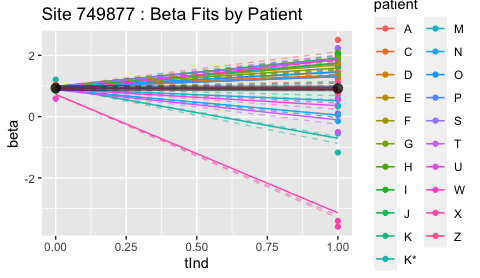 Site 749877 : Beta Fits by Patient
patient
A
C
D
E
F
G
H
I
J
K
K*
M
N
O
P
S
T
U
W
X
Z
2
0
-2
beta
0.00 0.25 0.50 0.75 1.00
tInd